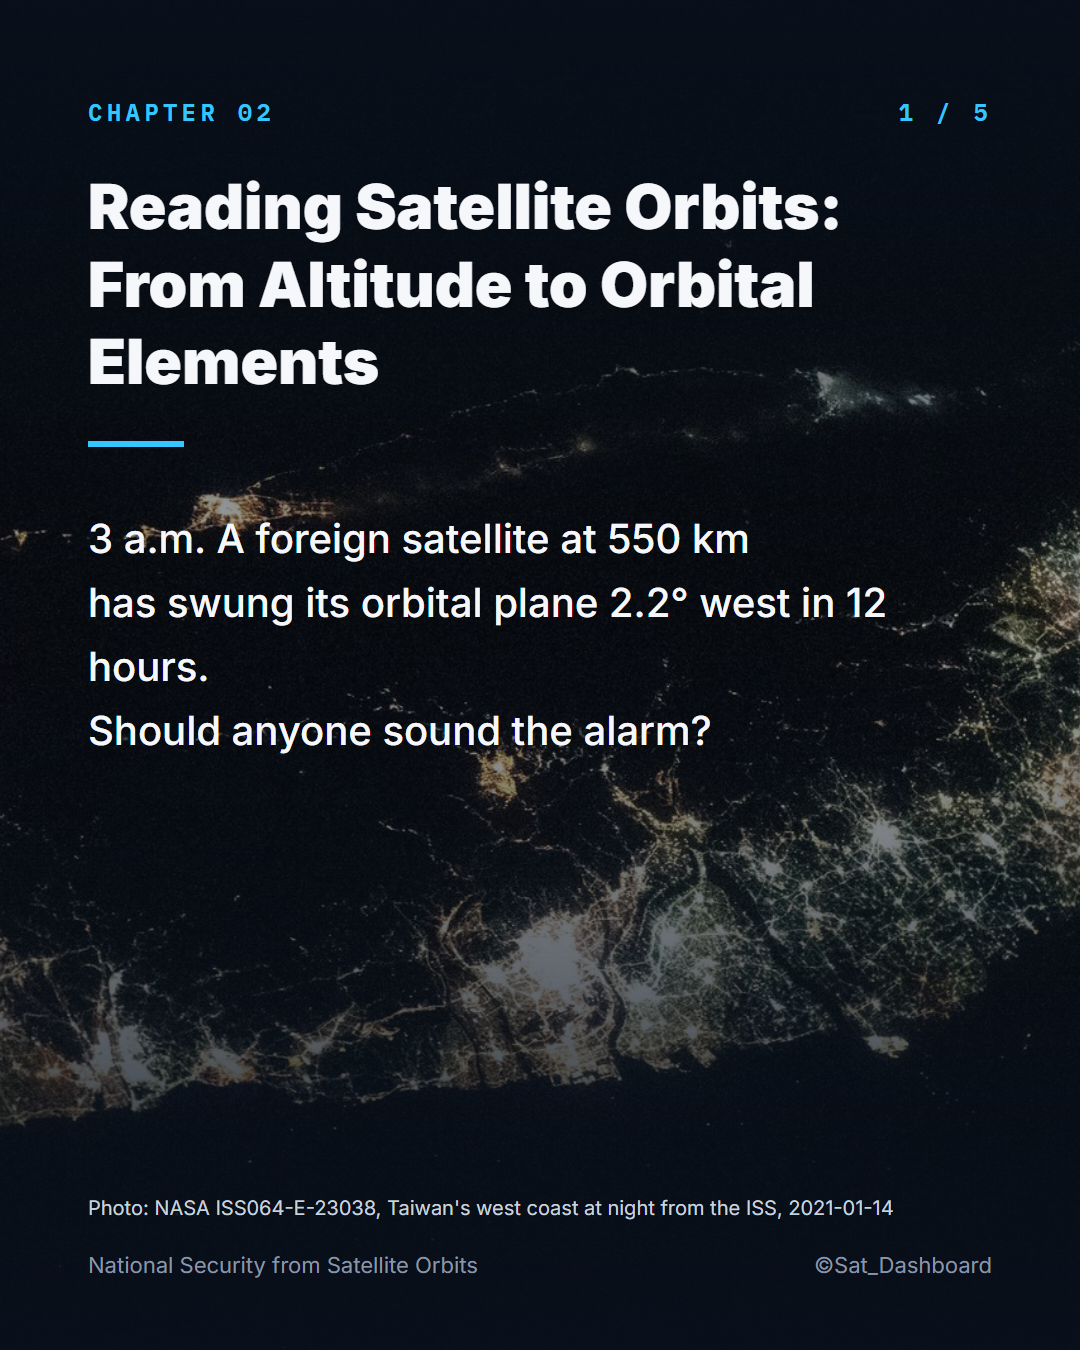 CHAPTER 02
1 / 5
Reading Satellite Orbits:
From Altitude to Orbital
Elements
3 a.m. A foreign satellite at 550 km
has swung its orbital plane 2.2° west in 12
hours.
Should anyone sound the alarm?
Photo: NASA ISS064-E-23038, Taiwan's west coast at night from the ISS, 2021-01-14
National Security from Satellite Orbits
©Sat_Dashboard